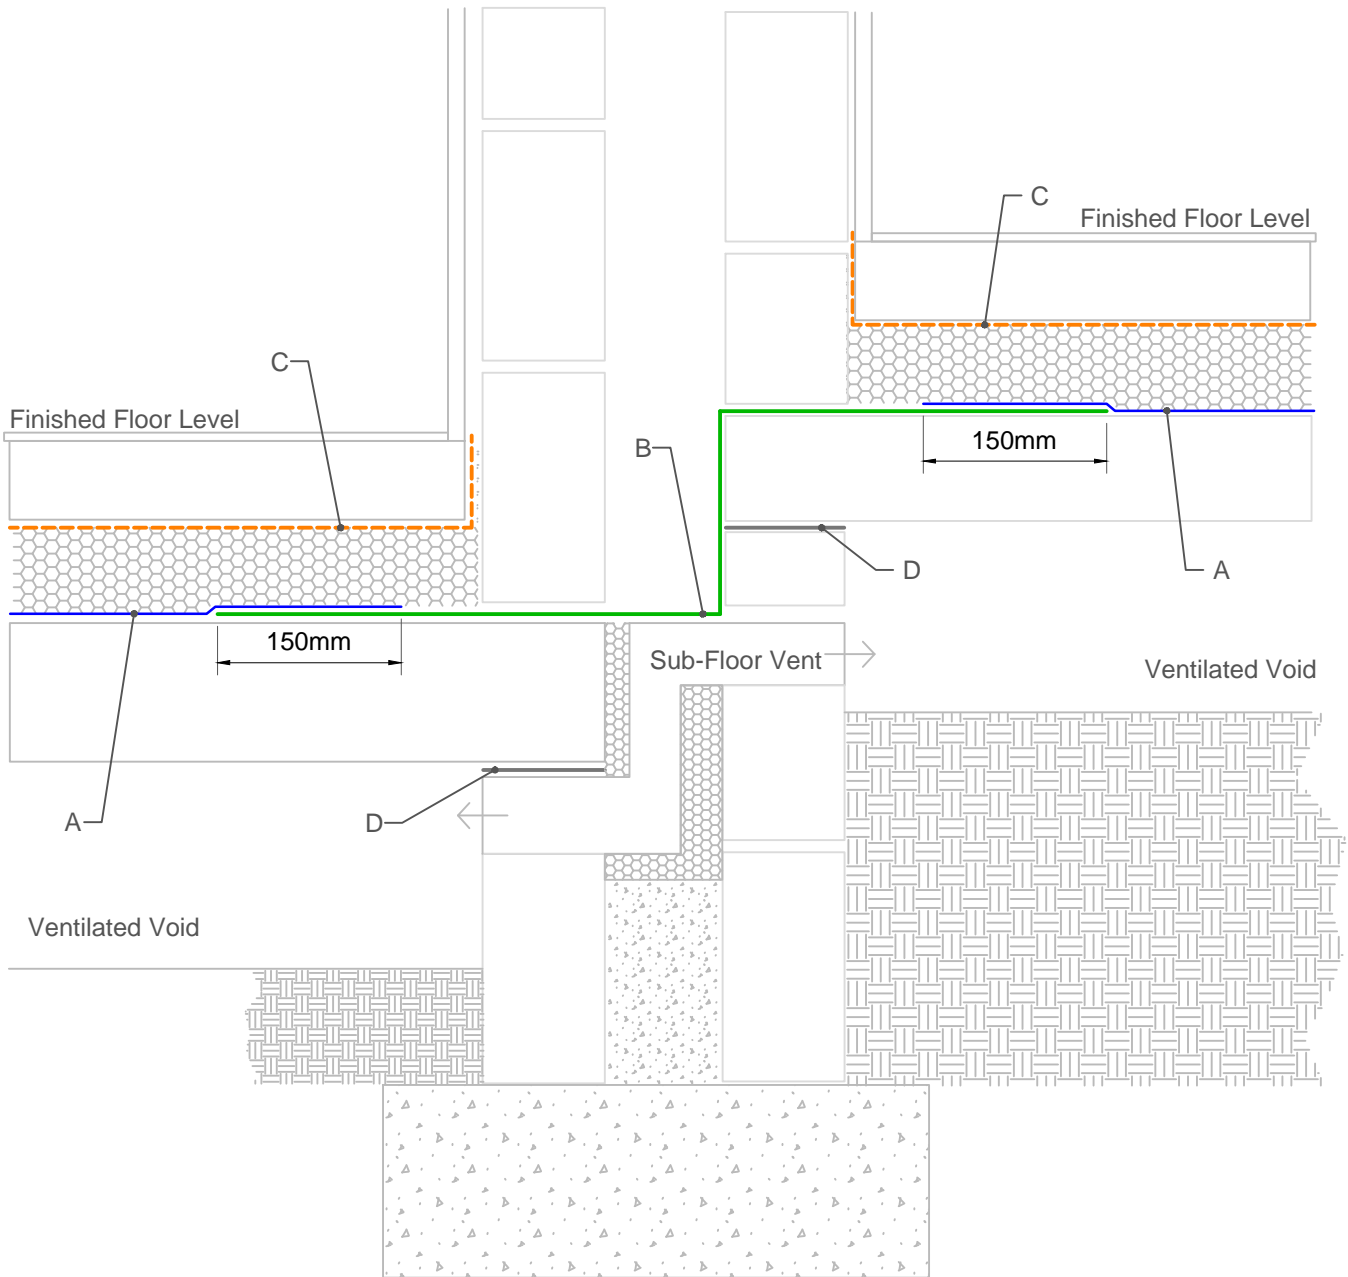 C
Finished Floor Level
C
Finished Floor Level
B
150mm
D
A
150mm
Sub-Floor Vent
Ventilated Void
A
D
Ventilated Void